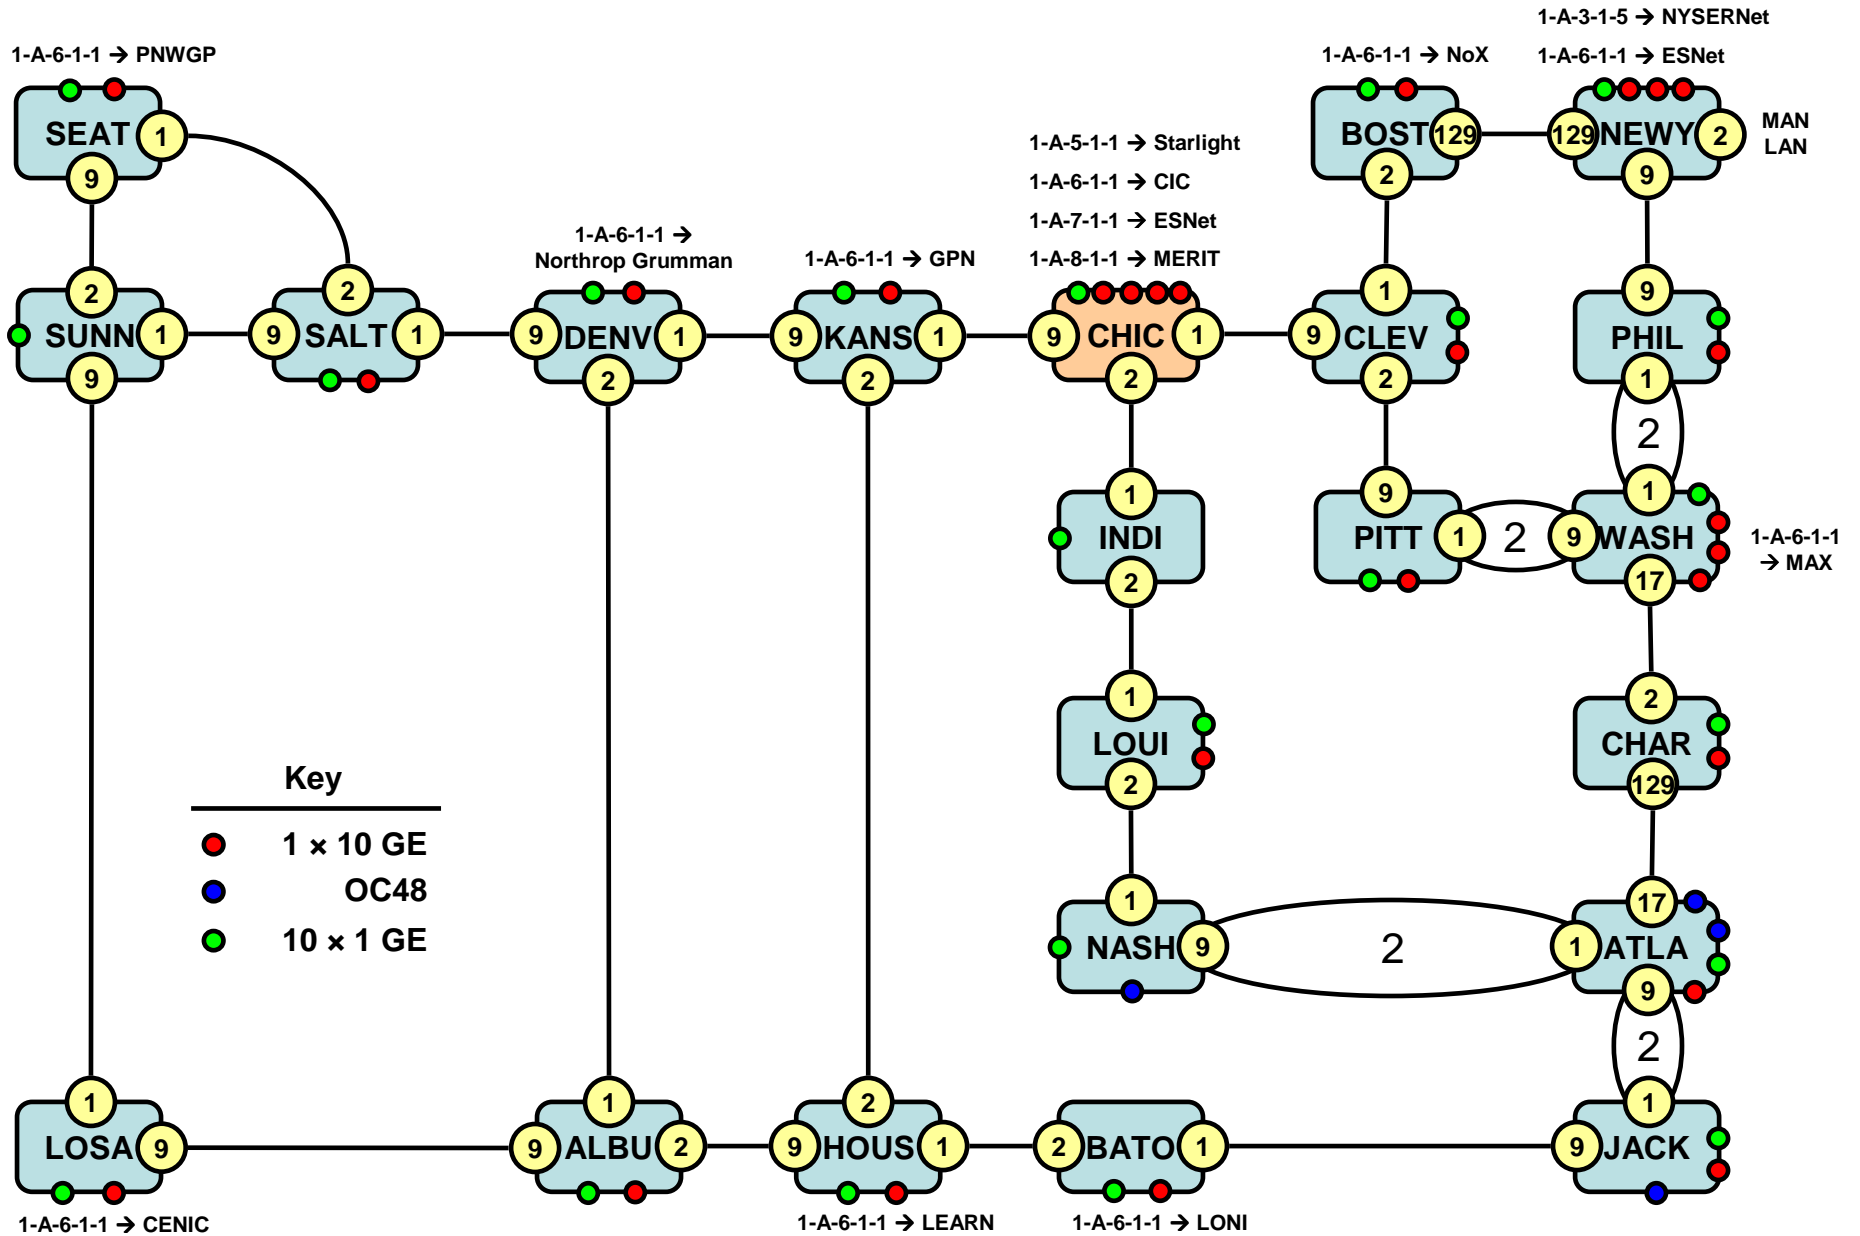 1-A-3-1-5 → NYSERNet
1-A-6-1-1 → PNWGP
1-A-6-1-1 → NoX
1-A-6-1-1 → ESNet
SEAT
1
9
BOST
129
2
129
NEWY
2
9
MAN
LAN
1-A-5-1-1 → Starlight
1-A-6-1-1 → CIC
1-A-7-1-1 → ESNet
1-A-8-1-1 → MERIT
1-A-6-1-1 →
Northrop Grumman
1-A-6-1-1 → GPN
2
SUNN
1
9
2
9
SALT
1
9
DENV
1
2
9
KANS
1
2
9
CHIC
1
2
1
9
CLEV
2
9
PHIL
1
2
1
INDI
2
9
PITT
1
2
1
9
WASH
17
1-A-6-1-1
→ MAX
1
LOUI
2
2
CHAR
129
Key
1 × 10 GE
OC48
10 × 1 GE
1
NASH
9
2
17
1
ATLA
9
2
1
LOSA
9
1
9
ALBU
2
2
9
HOUS
1
2
BATO
1
1
9
JACK
1-A-6-1-1 → CENIC
1-A-6-1-1 → LEARN
1-A-6-1-1 → LONI